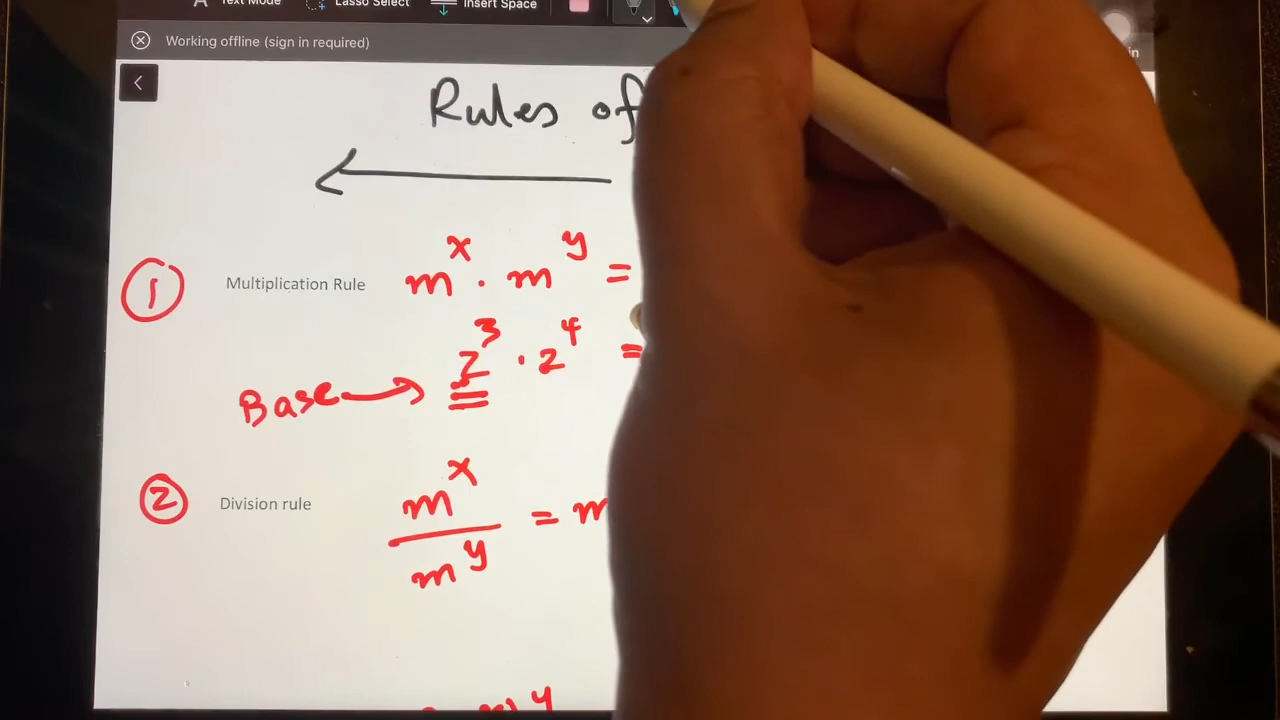 Text Mode Lasso Select Insert Space
Working offline (sign in required) in
Rules of
1 Multiplication Rule m^x · m^y =
2^3 · 2^4 =
Base →
2 Division rule m^x / m^y = m
y